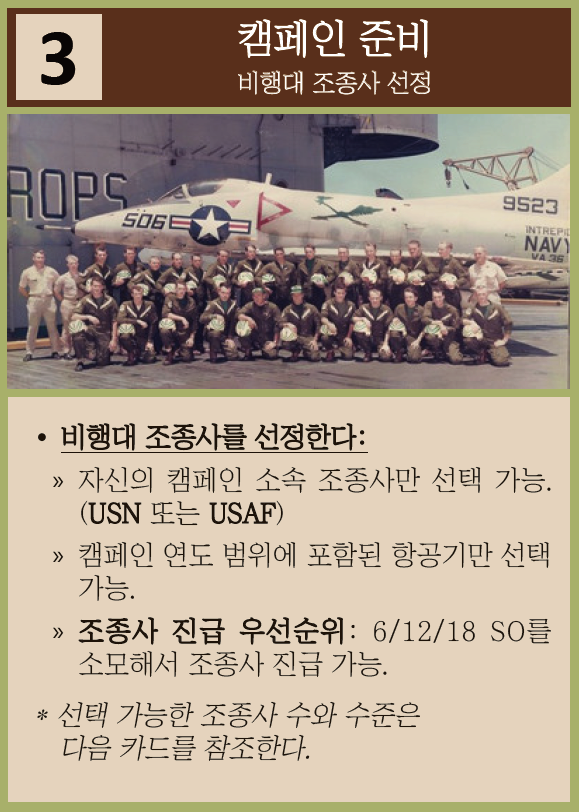 3
캠페인 준비
비행대 조종사 선정
ROPS
506
9523
INTREPID
NAVY
VA 36
• 비행대 조종사를 선정한다:
» 자신의 캠페인 소속 조종사만 선택 가능.
(USN 또는 USAF)
» 캠페인 연도 범위에 포함된 항공기만 선택
가능.
» 조종사 진급 우선순위: 6/12/18 SO를
소모해서 조종사 진급 가능.
* 선택 가능한 조종사 수와 수준은
다음 카드를 참조한다.